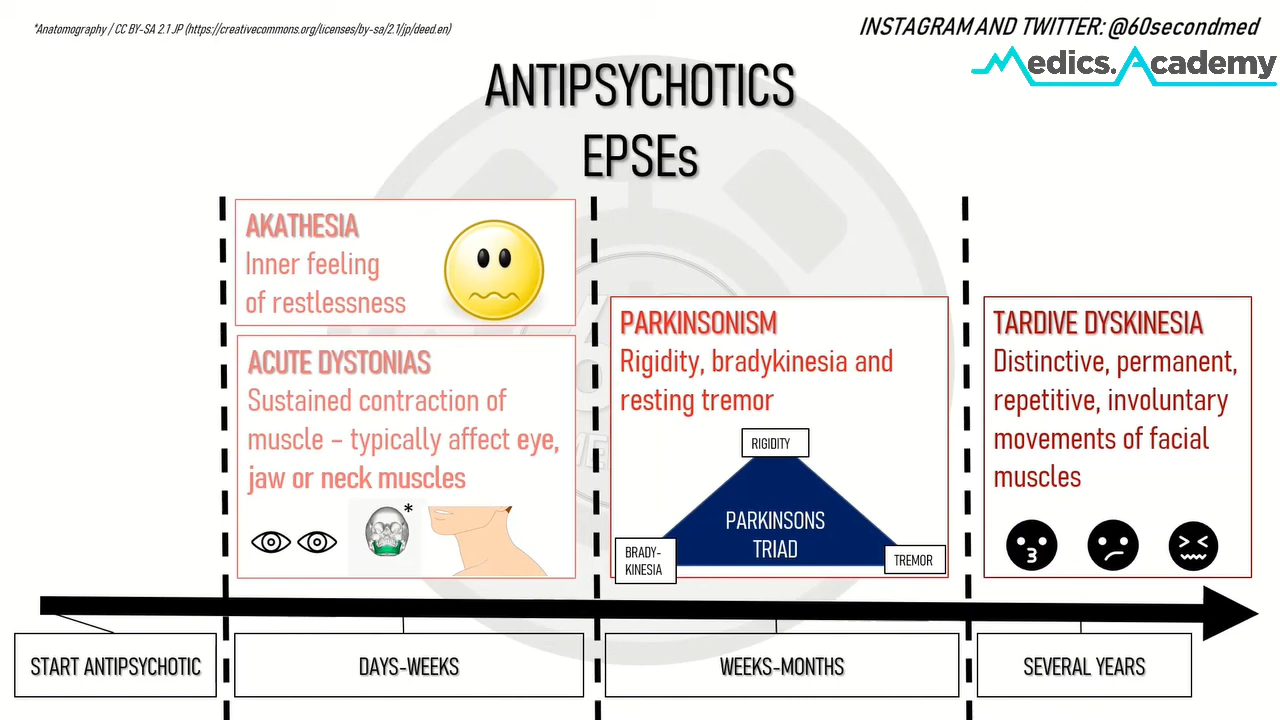 *Anatomography / CC BY-SA 2.1 JP (https://creativecommons.org/licenses/by-sa/2.1/jp/deed.en)
INSTAGRAM AND TWITTER: @60secondmed
Medics.Academy
ANTIPSYCHOTICS
EPSEs
AKATHESIA
Inner feeling
of restlessness
ACUTE DYSTONIAS
Sustained contraction of
muscle – typically affect eye,
jaw or neck muscles
*
PARKINSONISM
Rigidity, bradykinesia and
resting tremor
RIGIDITY
PARKINSONS
TRIAD
BRADY-
KINESIA
TREMOR
TARDIVE DYSKINESIA
Distinctive, permanent,
repetitive, involuntary
movements of facial
muscles
START ANTIPSYCHOTIC
DAYS-WEEKS
WEEKS-MONTHS
SEVERAL YEARS